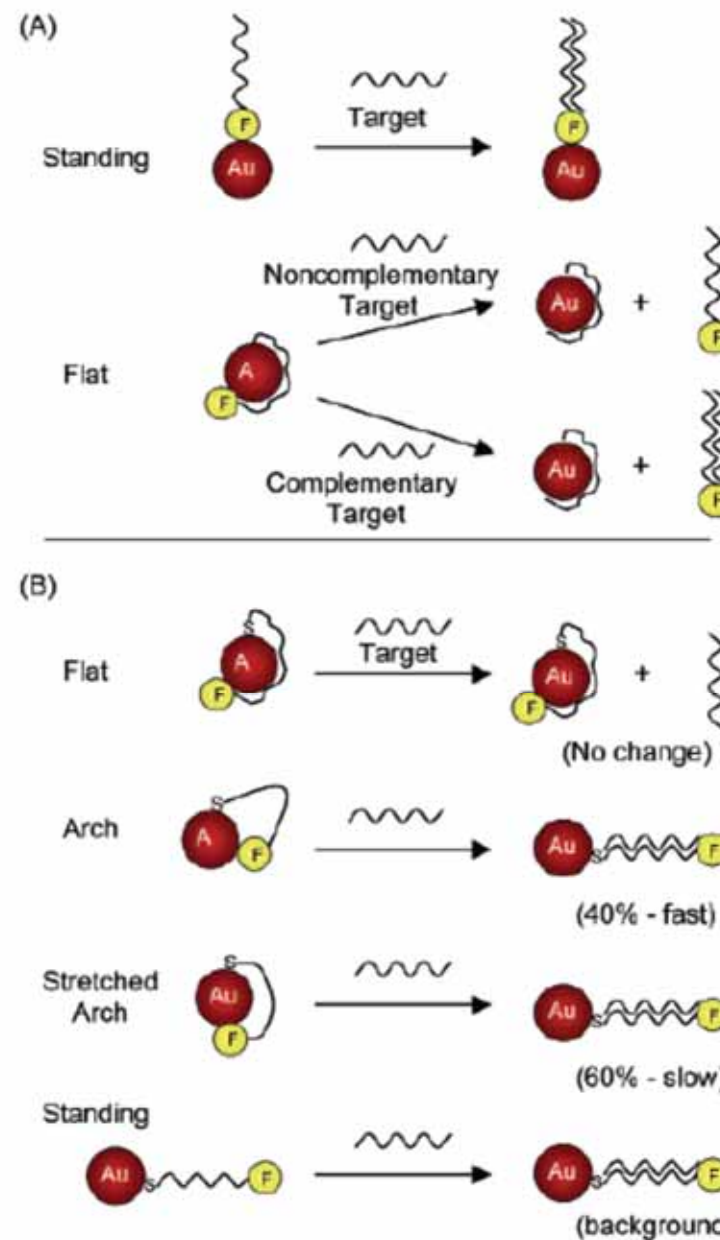 (A)
F
Target
F
Standing
Au
Au
Noncomplementary
Target
Au
+
F
Flat
A
F
Complementary
Target
Au
+
F
(B)
Flat
S
A
F
Target
S
Au
F
+
(No change)
Arch
S
A
F
Au
S
F
(40% - fast)
Stretched
Arch
S
Au
F
Au
S
F
(60% - slow)
Standing
Au
S
F
Au
S
F
(background